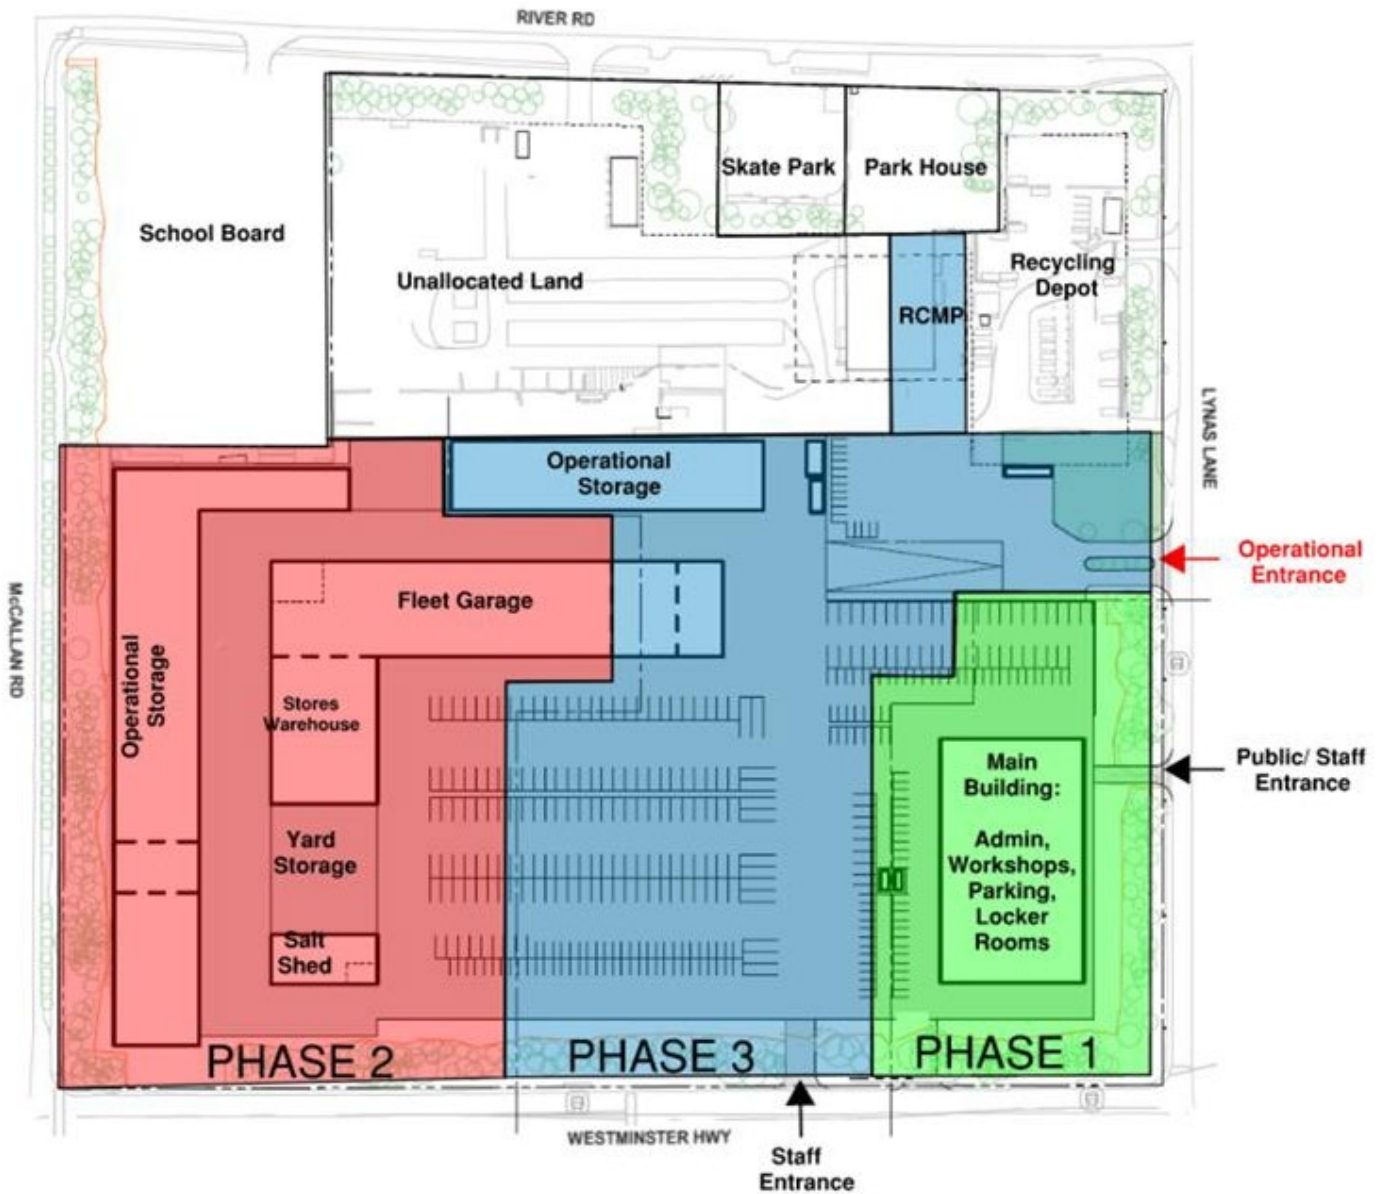 RIVER RD
Skate Park
Park House
School Board
Unallocated Land
Recycling
Depot
RCMP
LYNAS LANE
Operational
Storage
Operational
Entrance
McCALLAN RD
Fleet Garage
Operational
Storage
Stores
Warehouse
Public/ Staff
Entrance
Main
Building:
Admin,
Workshops,
Parking,
Locker
Rooms
Yard
Storage
Salt
Shed
PHASE 2
PHASE 3
PHASE 1
WESTMINSTER HWY
Staff
Entrance